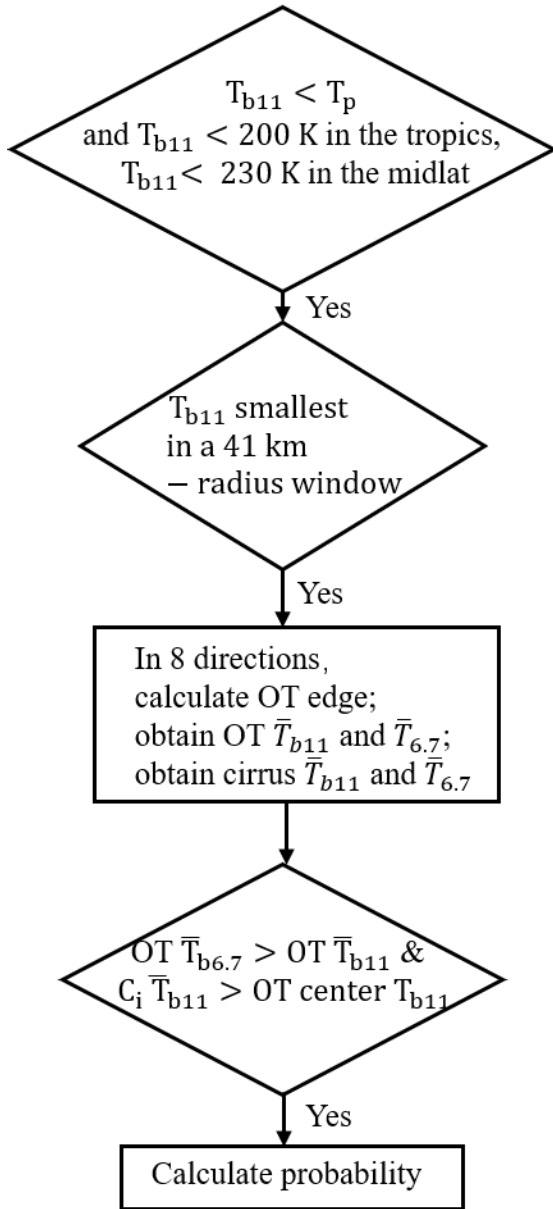 T_b11 < T_p
and T_b11 < 200 K in the tropics,
T_b11 < 230 K in the midlat
Yes
T_b11 smallest
in a 41 km
− radius window
Yes
In 8 directions,
calculate OT edge;
obtain OT T̄_b11 and T̄_6.7;
obtain cirrus T̄_b11 and T̄_6.7
OT T̄_b6.7 > OT T̄_b11 &
C_i T̄_b11 > OT center T_b11
Yes
Calculate probability